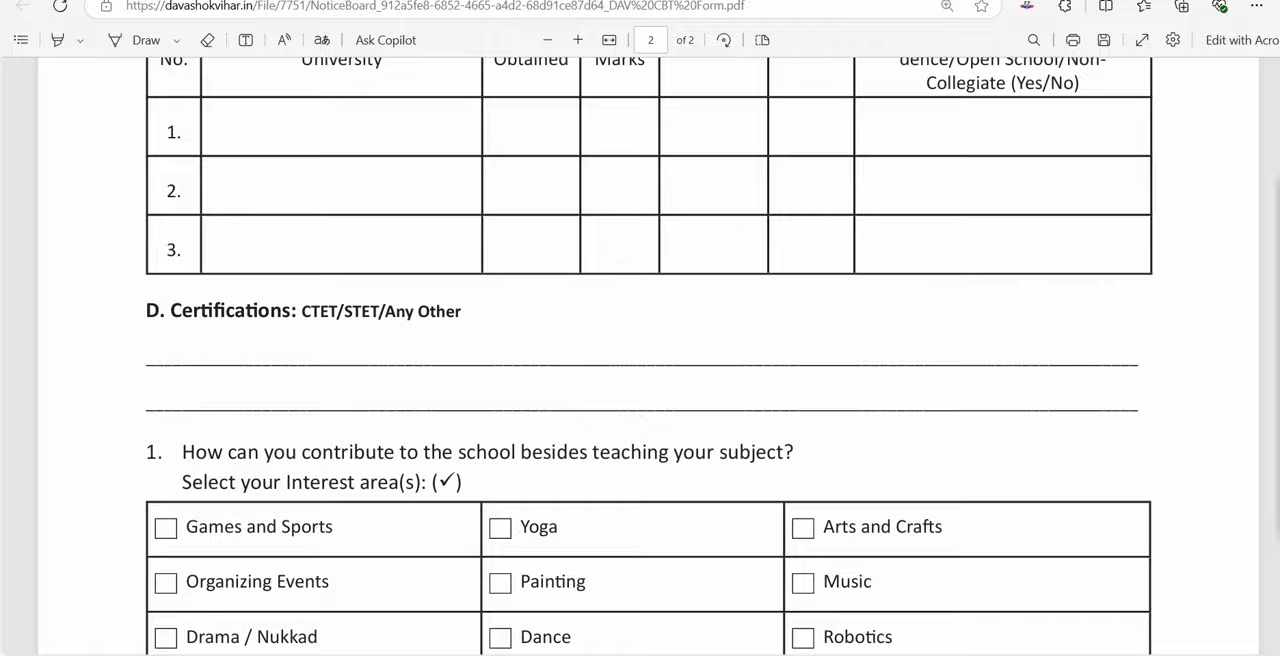 https://davashokvihar.in/File/7751/NoticeBoard_912a5fe8-6852-4665-a4d2-68d91ce87d64_DAV%20CBT%20Form.pdf
Draw Ask Copilot 2 of 2 Edit with Acro
No. University Obtained Marks dence/Open School/Non-
Collegiate (Yes/No)
1.
2.
3.
D. Certifications: CTET/STET/Any Other
1. How can you contribute to the school besides teaching your subject?
Select your Interest area(s): (✓)
Games and Sports Yoga Arts and Crafts
Organizing Events Painting Music
Drama / Nukkad Dance Robotics